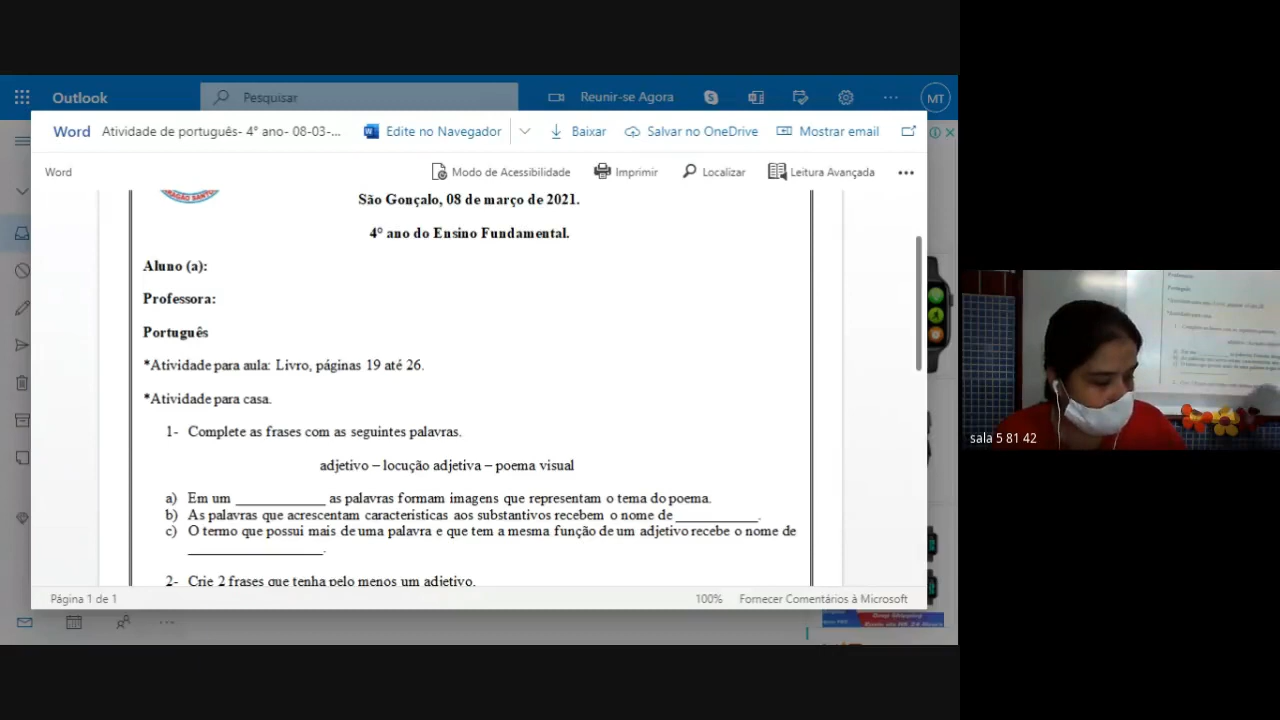 Outlook
Pesquisar
Reunir-se Agora
MT
Word
Atividade de português- 4° ano- 08-03-...
Edite no Navegador
Baixar
Salvar no OneDrive
Mostrar email
Word
Modo de Acessibilidade
Imprimir
Localizar
Leitura Avançada
São Gonçalo, 08 de março de 2021.
4° ano do Ensino Fundamental.
Aluno (a):
Professora:
Português
*Atividade para aula: Livro, páginas 19 até 26.
*Atividade para casa.
1- Complete as frases com as seguintes palavras.
adjetivo – locução adjetiva – poema visual
a) Em um ____________ as palavras formam imagens que representam o tema do poema.
b) As palavras que acrescentam características aos substantivos recebem o nome de ___________.
c) O termo que possui mais de uma palavra e que tem a mesma função de um adjetivo recebe o nome de
__________________.
2- Crie 2 frases que tenha pelo menos um adjetivo.
Página 1 de 1
100%
Fornecer Comentários à Microsoft
sala 5 81 42